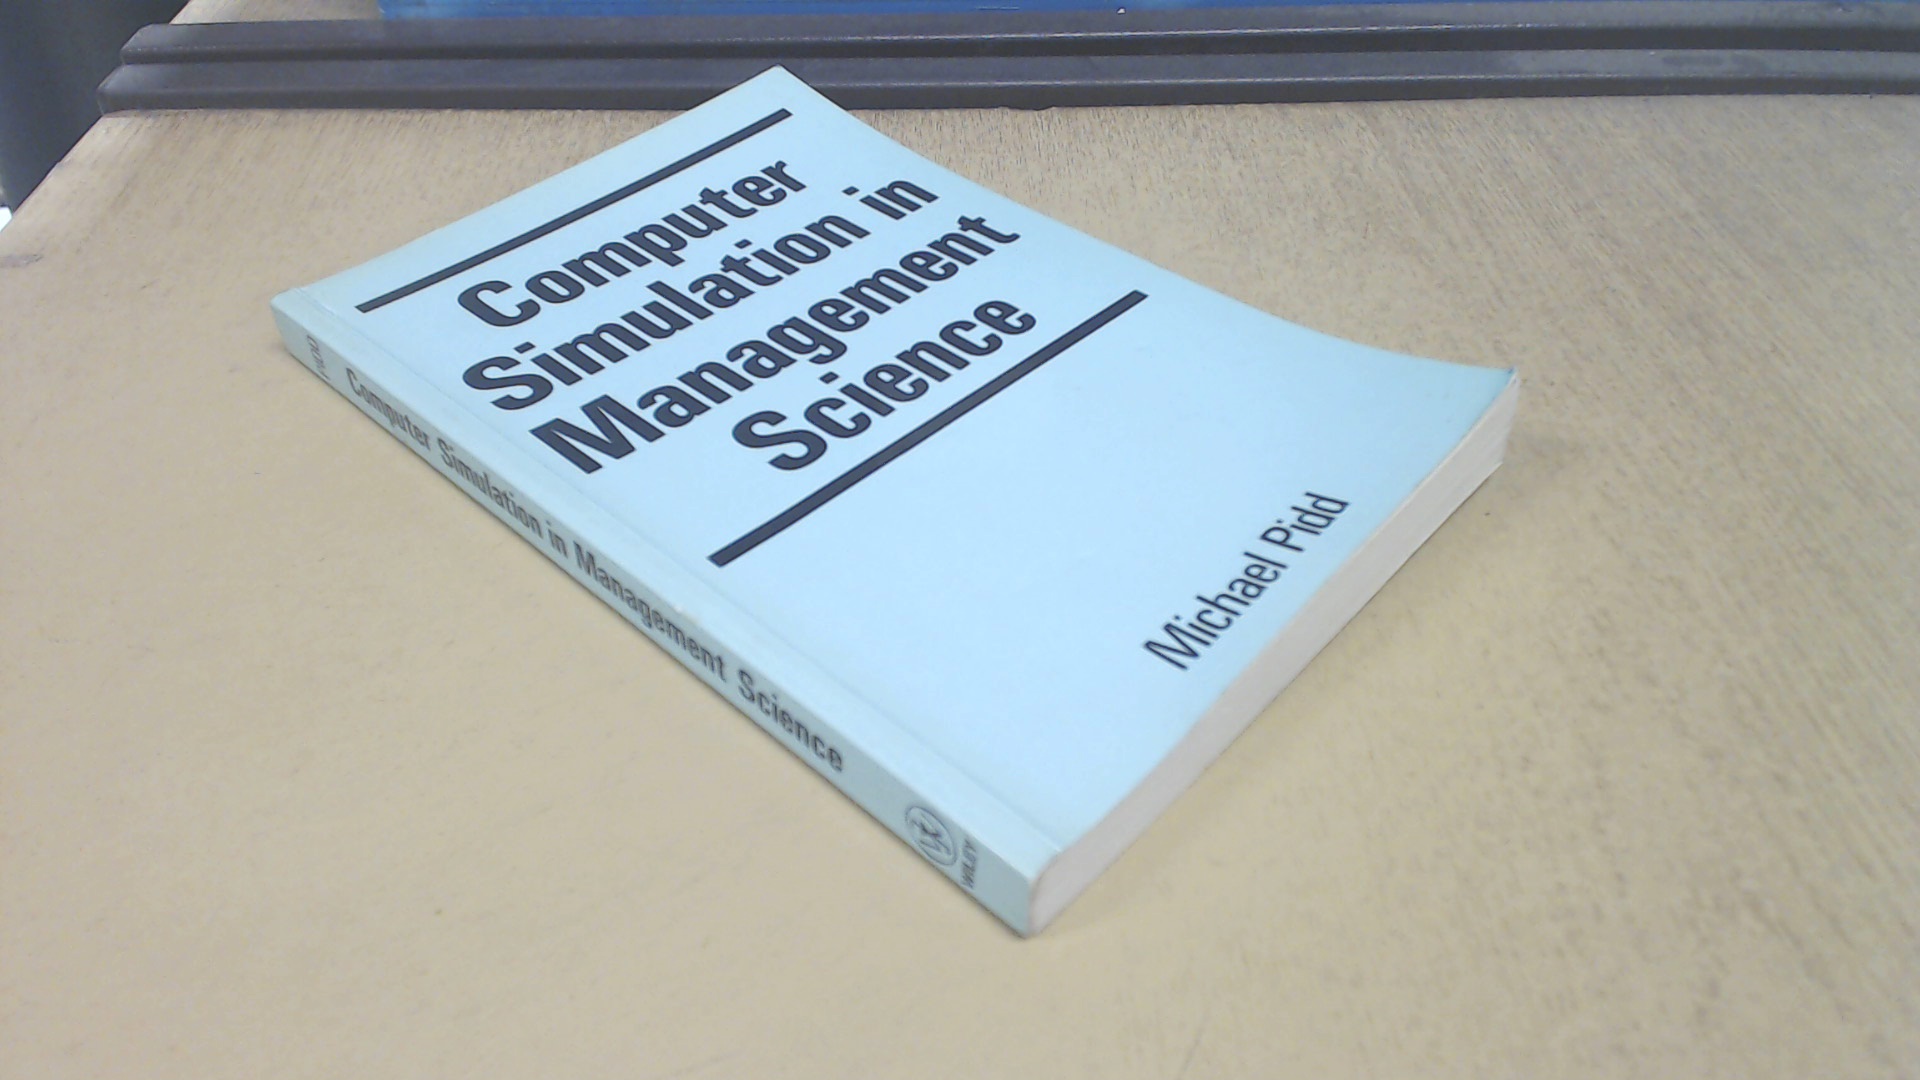 Computer
Simulation in
Management
Science
Michael Pidd
PIDD
Computer Simulation in Management Science
WILEY